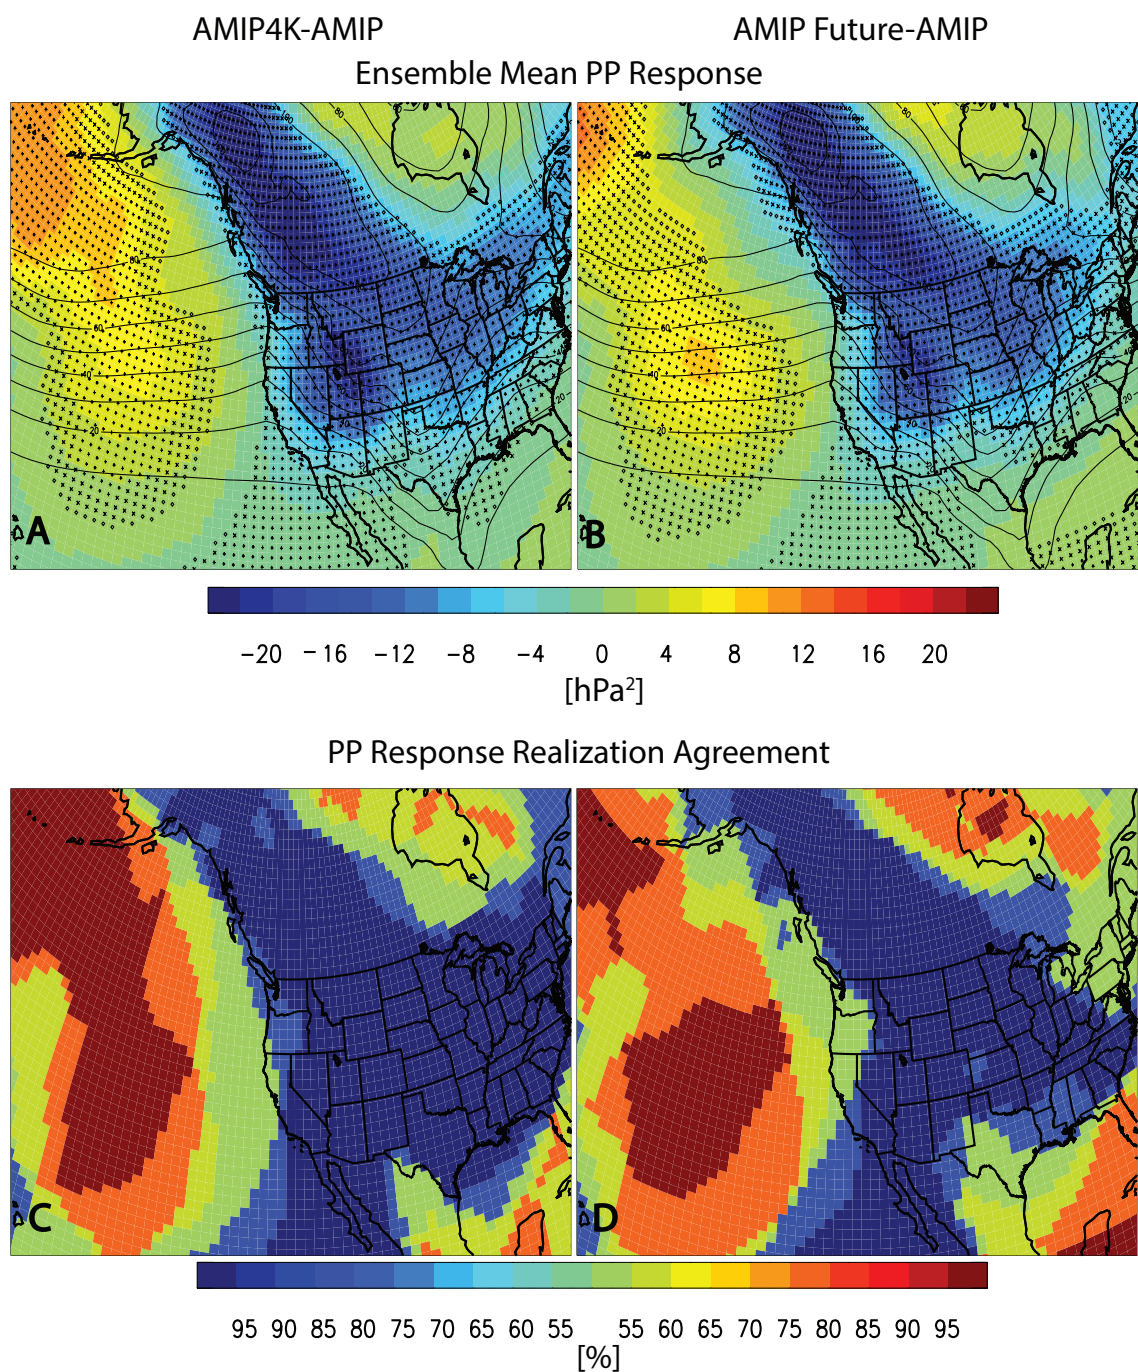 AMIP4K-AMIP AMIP Future-AMIP
Ensemble Mean PP Response
A B
-20 -16 -12 -8 -4 0 4 8 12 16 20
[hPa²]
PP Response Realization Agreement
C D
95 90 85 80 75 70 65 60 55 55 60 65 70 75 80 85 90 95
[%]